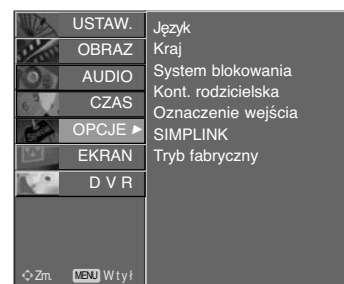 USTAW.
OBRAZ
AUDIO
CZAS
OPCJE
EKRAN
D V R
Zm.
MENU Wtył
Język
Kraj
System blokowania
Kont. rodzicielska
Oznaczenie wejścia
SIMPLINK
Tryb fabryczny